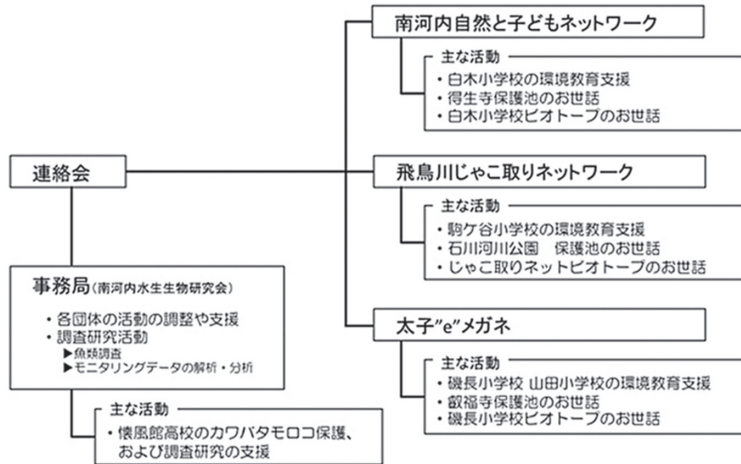 連絡会
事務局(南河内水生生物研究会)
・各団体の活動の調整や支援
・調査研究活動
▶魚類調査
▶モニタリングデータの解析・分析
主な活動
・懐風館高校のカワバタモロコ保護、
および調査研究の支援
南河内自然と子どもネットワーク
主な活動
・白木小学校の環境教育支援
・得生寺保護池のお世話
・白木小学校ビオトープのお世話
飛鳥川じゃこ取りネットワーク
主な活動
・駒ケ谷小学校の環境教育支援
・石川河川公園 保護池のお世話
・じゃこ取りネットビオトープのお世話
太子"e"メガネ
主な活動
・磯長小学校 山田小学校の環境教育支援
・叡福寺保護池のお世話
・磯長小学校ビオトープのお世話